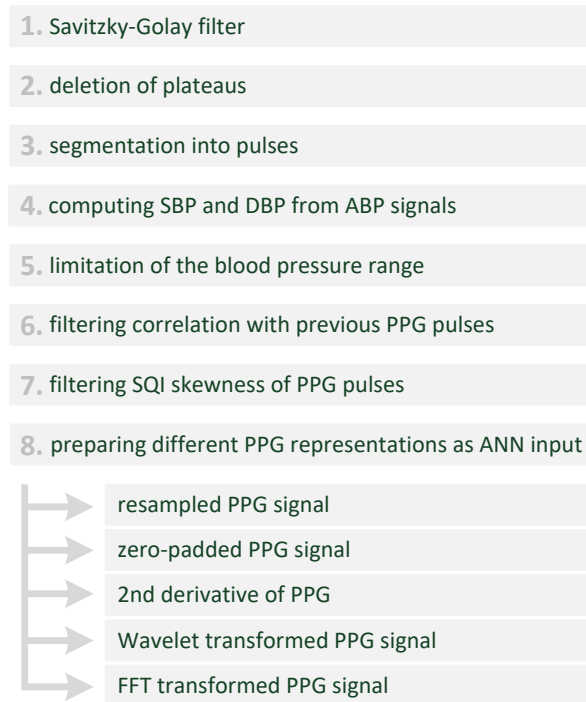 1. Savitzky-Golay filter
2. deletion of plateaus
3. segmentation into pulses
4. computing SBP and DBP from ABP signals
5. limitation of the blood pressure range
6. filtering correlation with previous PPG pulses
7. filtering SQI skewness of PPG pulses
8. preparing different PPG representations as ANN input
resampled PPG signal
zero-padded PPG signal
2nd derivative of PPG
Wavelet transformed PPG signal
FFT transformed PPG signal